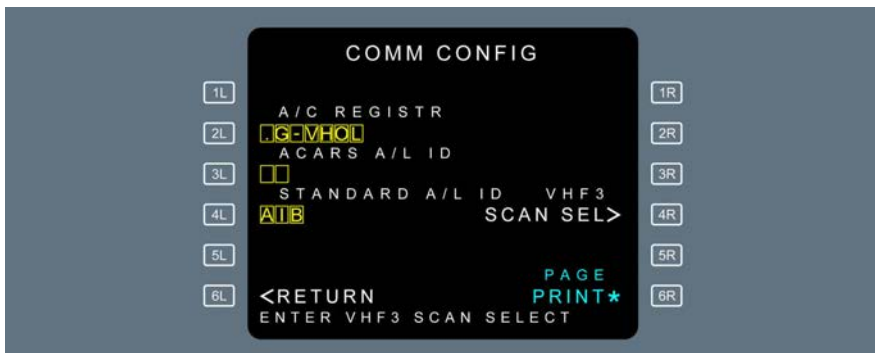 COMM CONFIG
1L 1R
A/C REGISTR
2L .G-VHOL 2R
ACARS A/L ID
3L 3R
STANDARD A/L ID VHF3
4L AIB SCAN SEL> 4R
5L 5R
PAGE
6L <RETURN PRINT* 6R
ENTER VHF3 SCAN SELECT